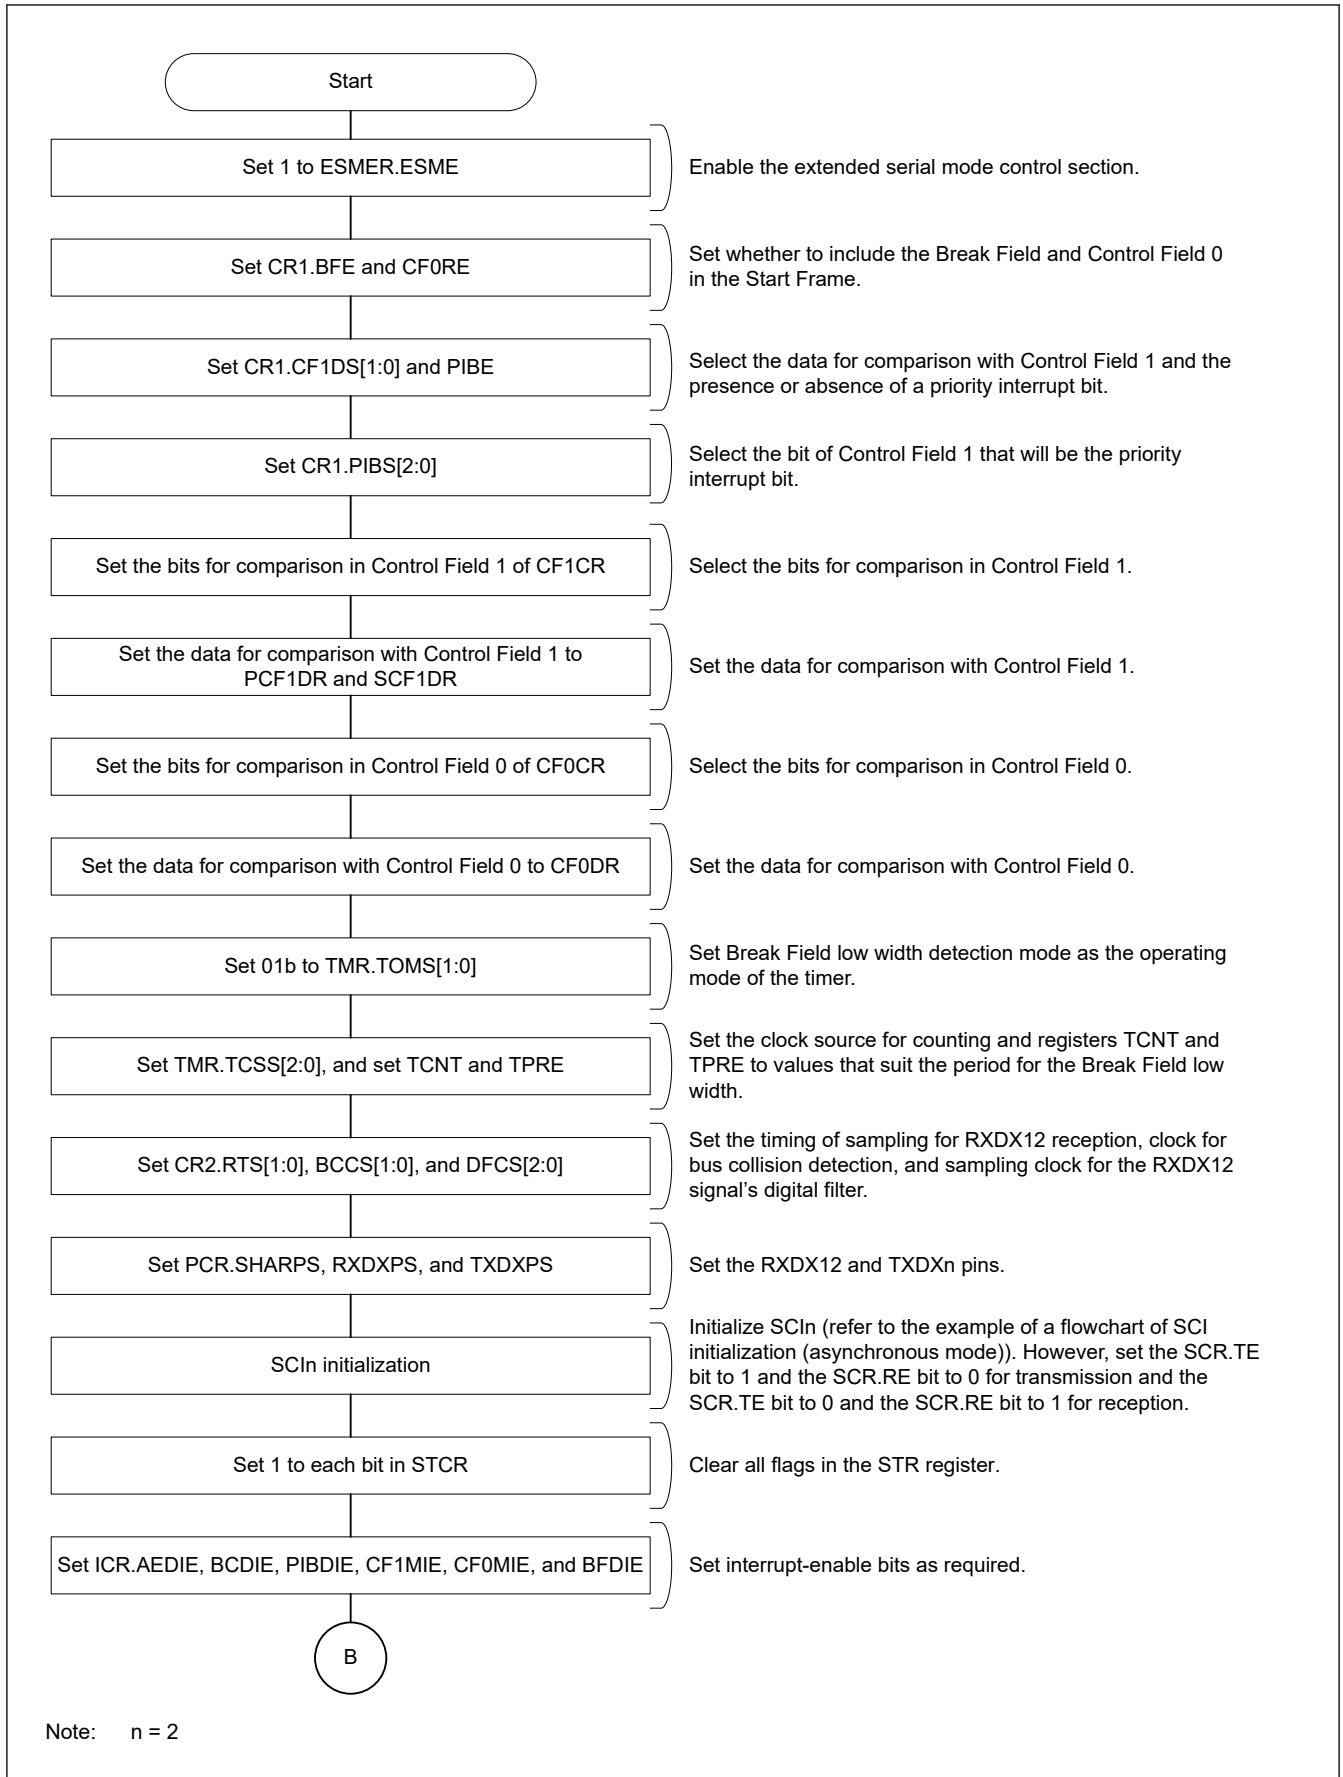 Start
Set 1 to ESMER.ESME
Enable the extended serial mode control section.
Set CR1.BFE and CF0RE
Set whether to include the Break Field and Control Field 0
in the Start Frame.
Set CR1.CF1DS[1:0] and PIBE
Select the data for comparison with Control Field 1 and the
presence or absence of a priority interrupt bit.
Set CR1.PIBS[2:0]
Select the bit of Control Field 1 that will be the priority
interrupt bit.
Set the bits for comparison in Control Field 1 of CF1CR
Select the bits for comparison in Control Field 1.
Set the data for comparison with Control Field 1 to
PCF1DR and SCF1DR
Set the data for comparison with Control Field 1.
Set the bits for comparison in Control Field 0 of CF0CR
Select the bits for comparison in Control Field 0.
Set the data for comparison with Control Field 0 to CF0DR
Set the data for comparison with Control Field 0.
Set 01b to TMR.TOMS[1:0]
Set Break Field low width detection mode as the operating
mode of the timer.
Set TMR.TCSS[2:0], and set TCNT and TPRE
Set the clock source for counting and registers TCNT and
TPRE to values that suit the period for the Break Field low
width.
Set CR2.RTS[1:0], BCCS[1:0], and DFCS[2:0]
Set the timing of sampling for RXDX12 reception, clock for
bus collision detection, and sampling clock for the RXDX12
signal’s digital filter.
Set PCR.SHARPS, RXDXPS, and TXDXPS
Set the RXDX12 and TXDXn pins.
SCIn initialization
Initialize SCIn (refer to the example of a flowchart of SCI
initialization (asynchronous mode)). However, set the SCR.TE
bit to 1 and the SCR.RE bit to 0 for transmission and the
SCR.TE bit to 0 and the SCR.RE bit to 1 for reception.
Set 1 to each bit in STCR
Clear all flags in the STR register.
Set ICR.AEDIE, BCDIE, PIBDIE, CF1MIE, CF0MIE, and BFDIE
Set interrupt-enable bits as required.
B
Note: n = 2